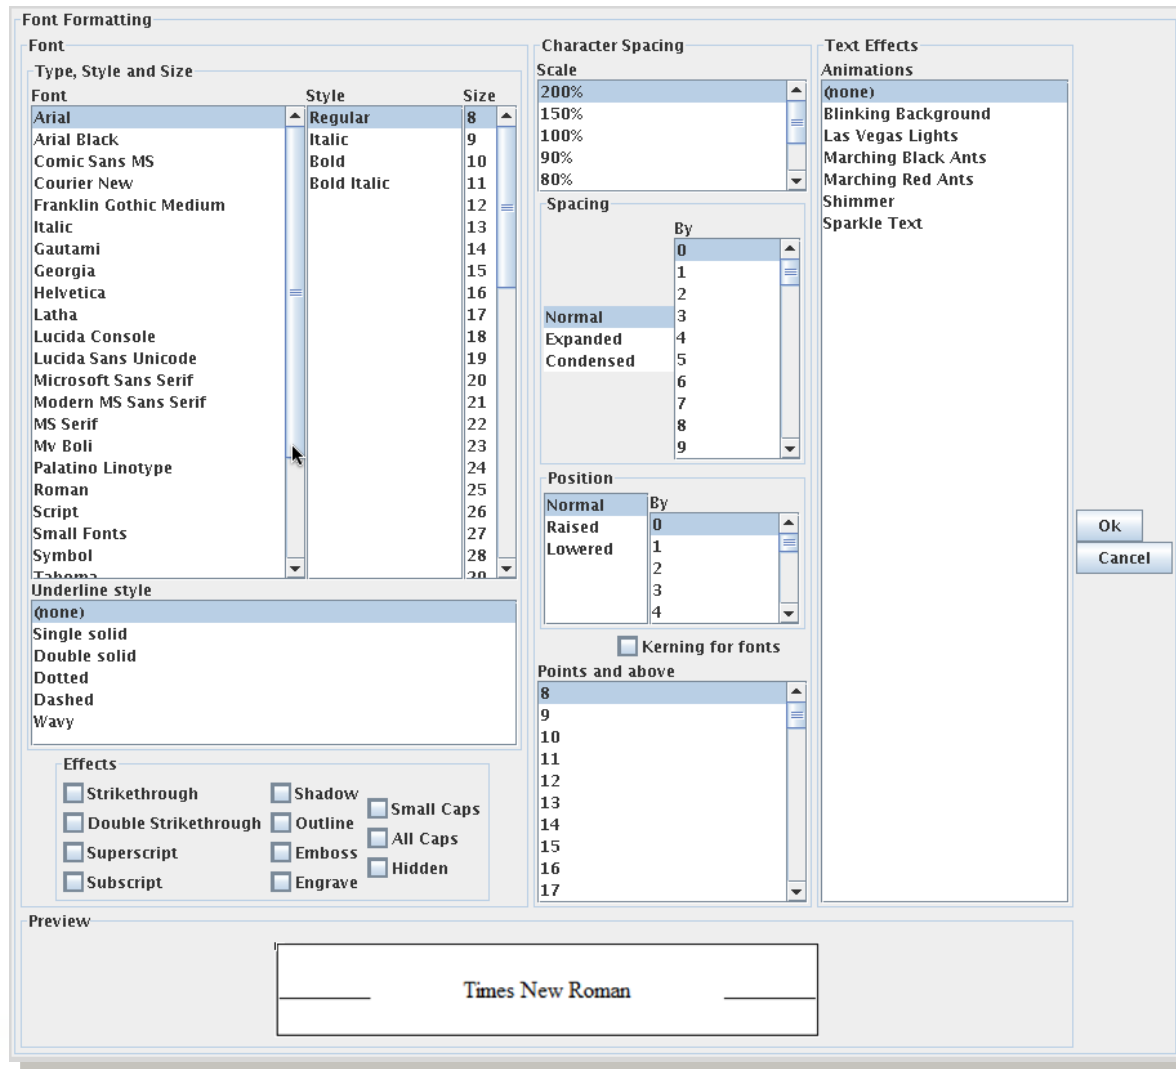 Font Formatting
Font
Type, Style and Size
Font
Arial
Arial Black
Comic Sans MS
Courier New
Franklin Gothic Medium
Italic
Gautami
Georgia
Helvetica
Latha
Lucida Console
Lucida Sans Unicode
Microsoft Sans Serif
Modern MS Sans Serif
MS Serif
Mv Boli
Palatino Linotype
Roman
Script
Small Fonts
Symbol
Tahoma
Style
Regular
Italic
Bold
Bold Italic
Size
8
9
10
11
12
13
14
15
16
17
18
19
20
21
22
23
24
25
26
27
28
29
Underline style
(none)
Single solid
Double solid
Dotted
Dashed
Wavy
Effects
Strikethrough
Double Strikethrough
Superscript
Subscript
Shadow
Outline
Emboss
Engrave
Small Caps
All Caps
Hidden
Character Spacing
Scale
200%
150%
100%
90%
80%
Spacing
Normal
Expanded
Condensed
By
0
1
2
3
4
5
6
7
8
9
Position
Normal
Raised
Lowered
By
0
1
2
3
4
Kerning for fonts
Points and above
8
9
10
11
12
13
14
15
16
17
Text Effects
Animations
(none)
Blinking Background
Las Vegas Lights
Marching Black Ants
Marching Red Ants
Shimmer
Sparkle Text
Ok
Cancel
Preview
Times New Roman